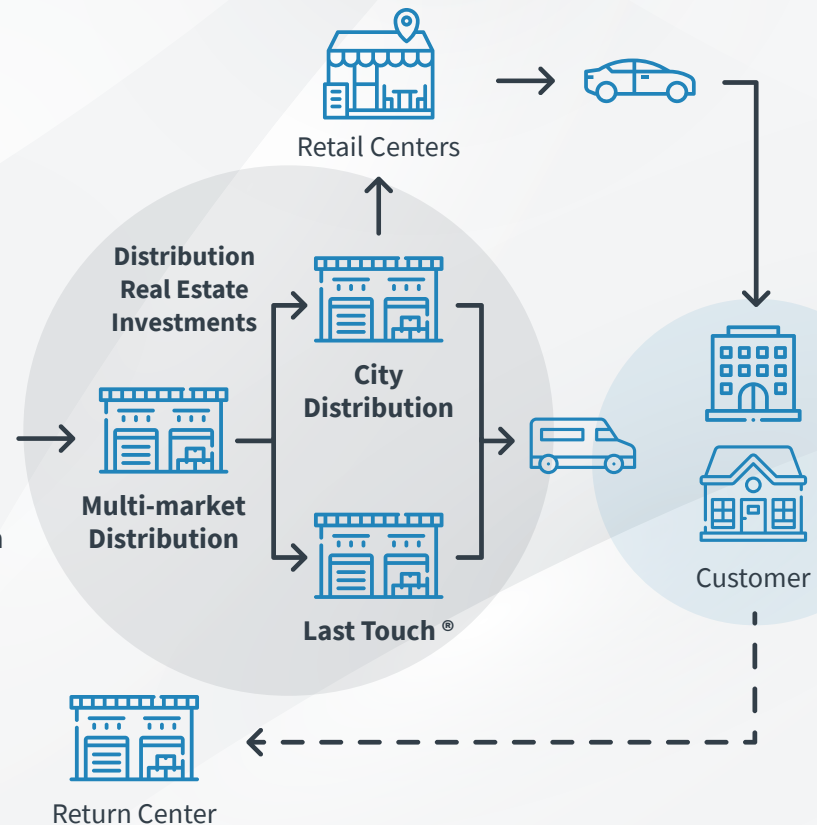 Retail Centers
Distribution
Real Estate
Investments
City
Distribution
Multi-market
Distribution
Last Touch ®
Customer
Return Center